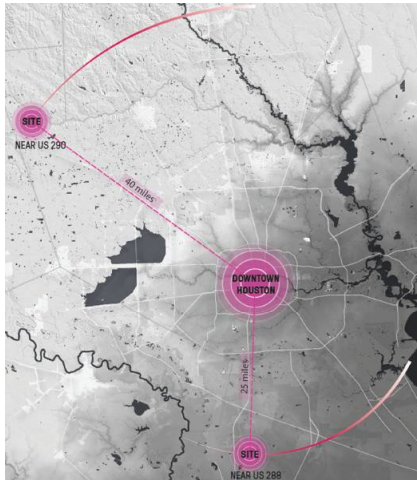 SITE
NEAR US 290
40 miles
DOWNTOWN
HOUSTON
25 miles
SITE
NEAR US 288